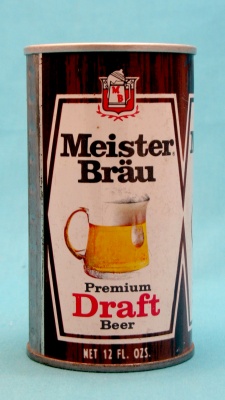 M
B
Meister
Bräu
Premium
Draft
Beer
NET 12 FL. OZS.